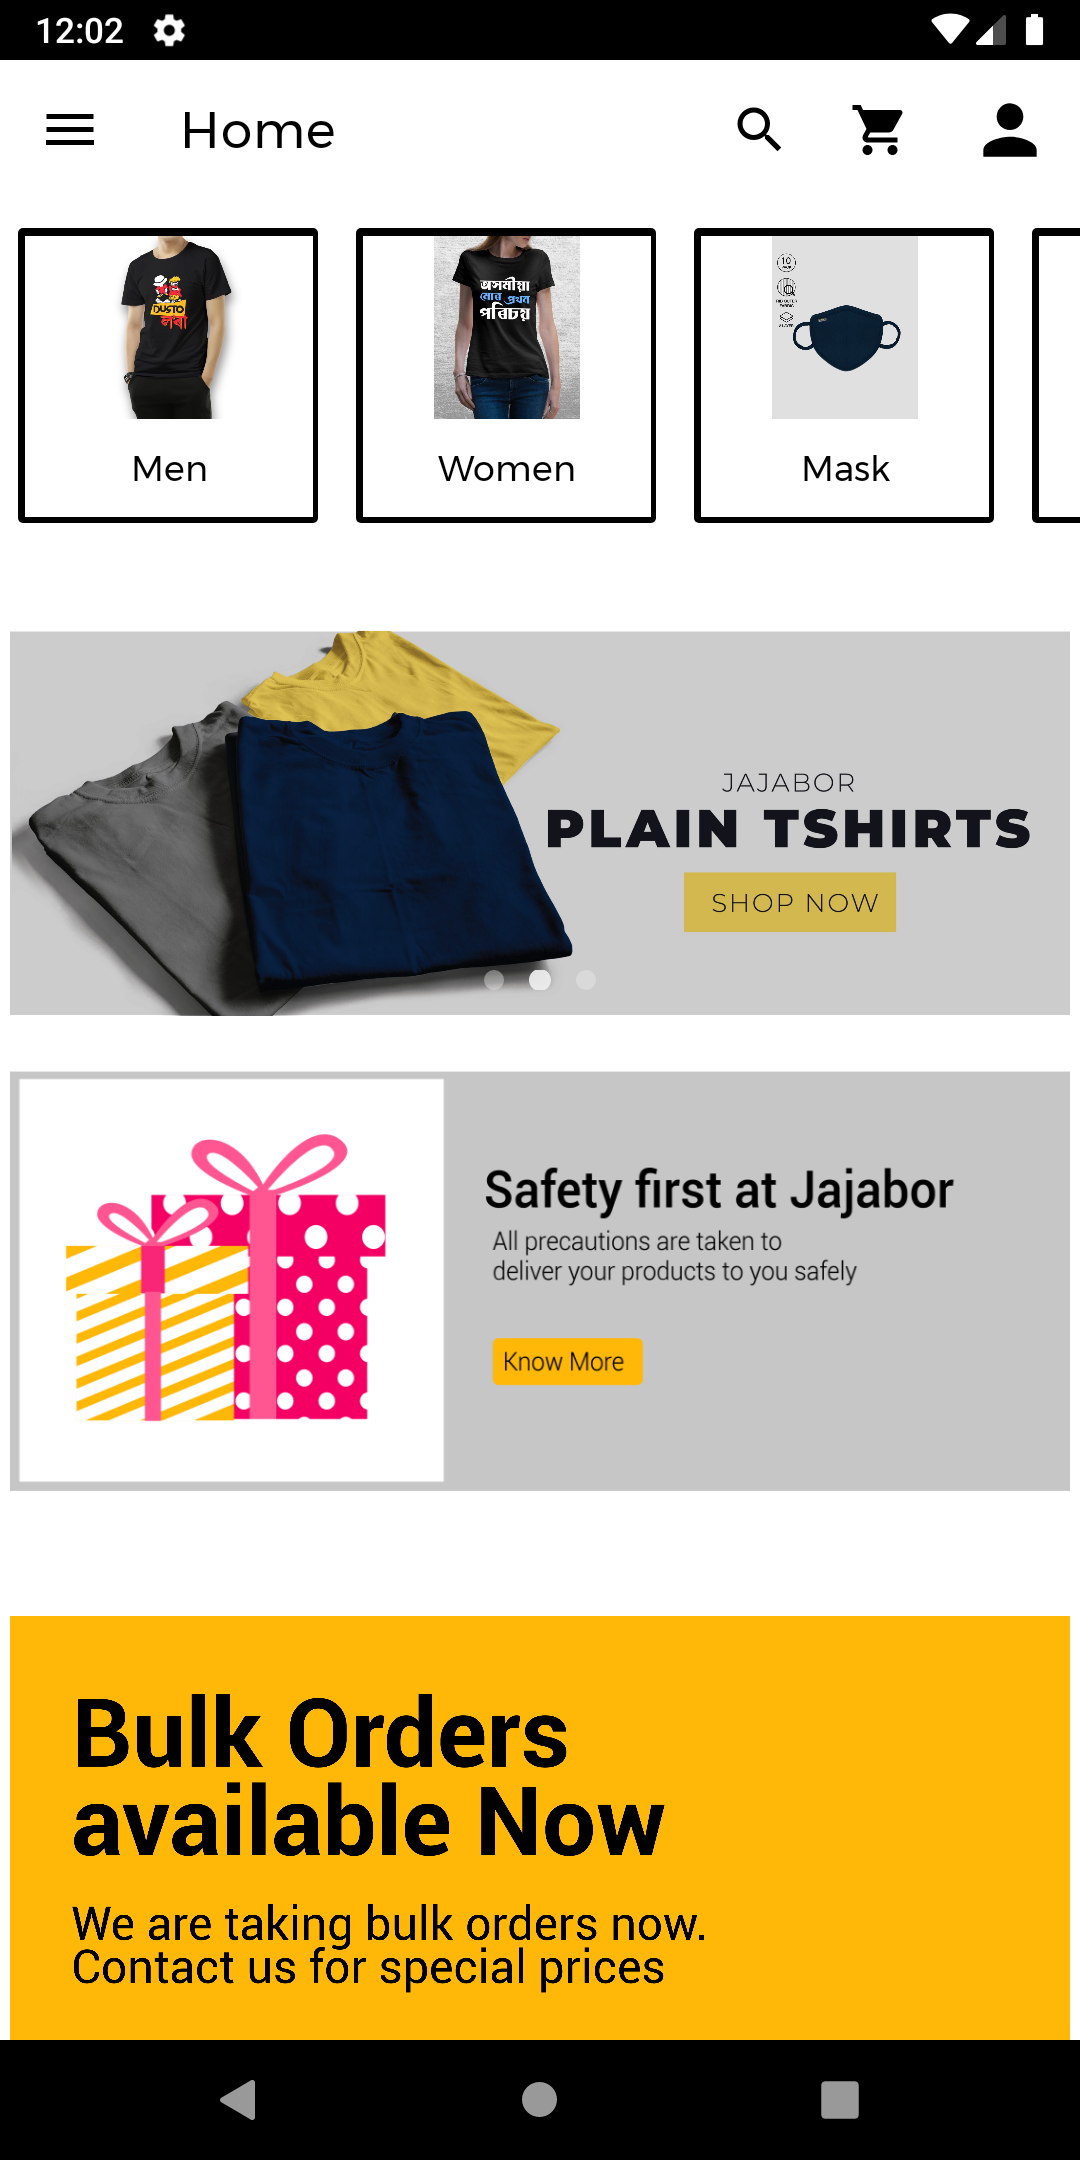 12:02
Home
DUSTO
লৰা
অসমীয়া
মোৰ প্ৰথম
পৰিচয়
10
Men
Women
Mask
JAJABOR
PLAIN TSHIRTS
SHOP NOW
Safety first at Jajabor
All precautions are taken to
deliver your products to you safely
Know More
Bulk Orders
available Now
We are taking bulk orders now.
Contact us for special prices